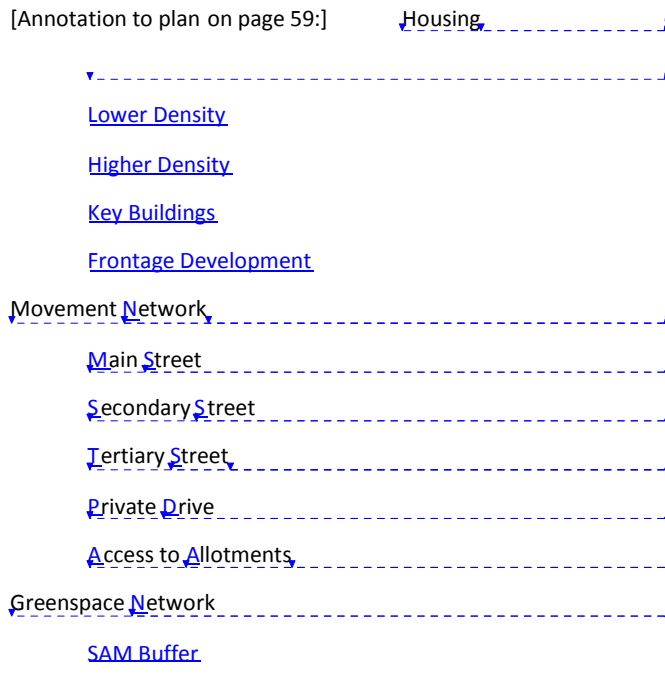 [Annotation to plan on page 59:] Housing
Lower Density
Higher Density
Key Buildings
Frontage Development
Movement Network
Main Street
Secondary Street
Tertiary Street
Private Drive
Access to Allotments
Greenspace Network
SAM Buffer